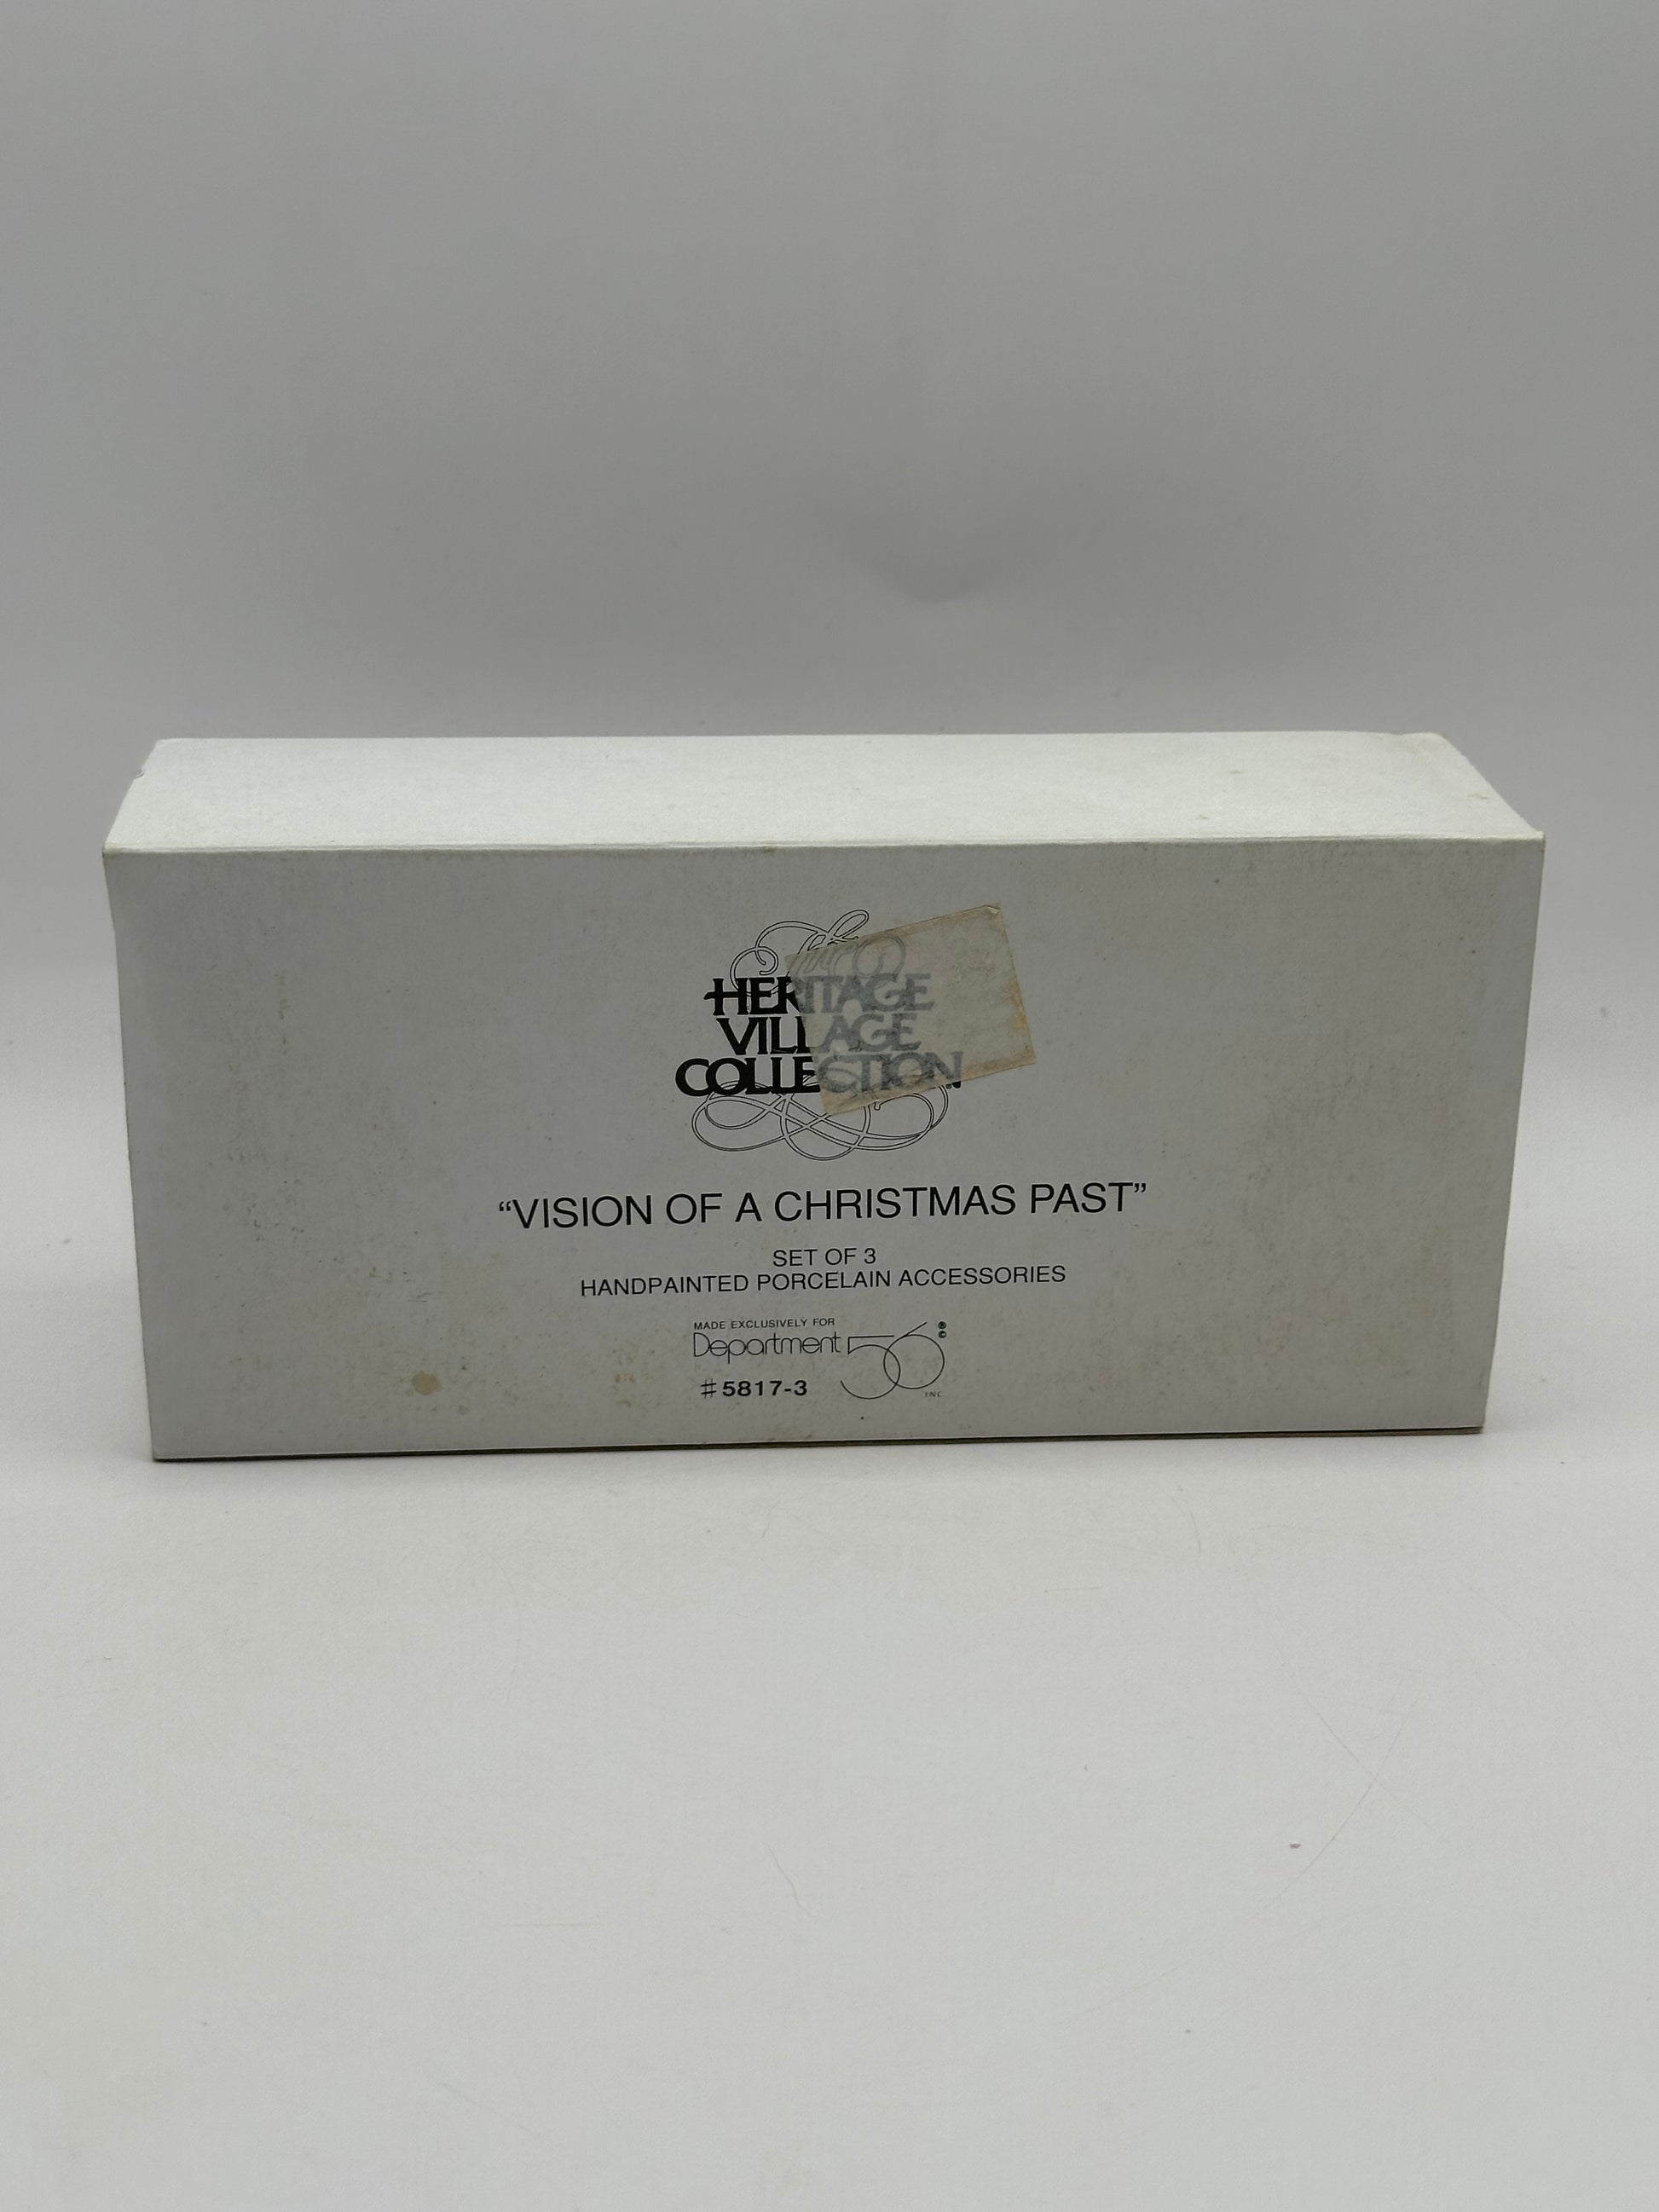 The
HERITAGE
VILLAGE
COLLECTION
“VISION OF A CHRISTMAS PAST”
SET OF 3
HANDPAINTED PORCELAIN ACCESSORIES
MADE EXCLUSIVELY FOR
Department 56 ® ©
INC
#5817-3